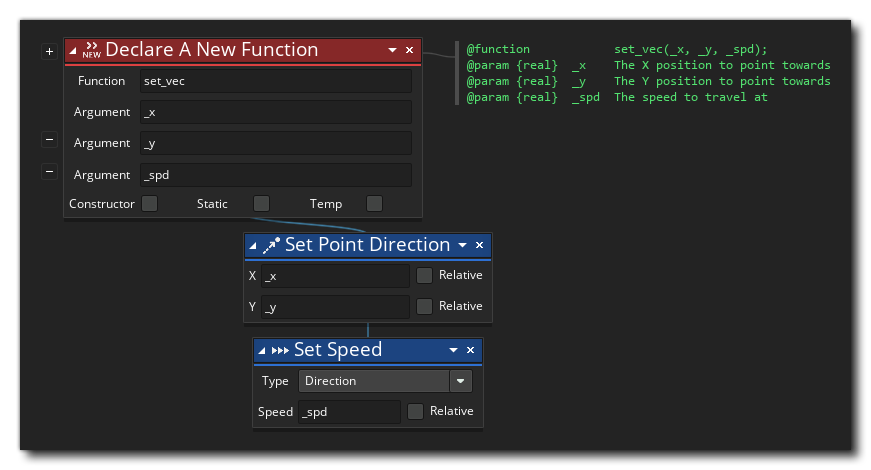 NEW Declare A New Function
Function set_vec
Argument _x
Argument _y
Argument _spd
Constructor Static Temp
@function set_vec(_x, _y, _spd);
@param {real} _x The X position to point towards
@param {real} _y The Y position to point towards
@param {real} _spd The speed to travel at
Set Point Direction
X _x Relative
Y _y Relative
Set Speed
Type Direction
Speed _spd Relative